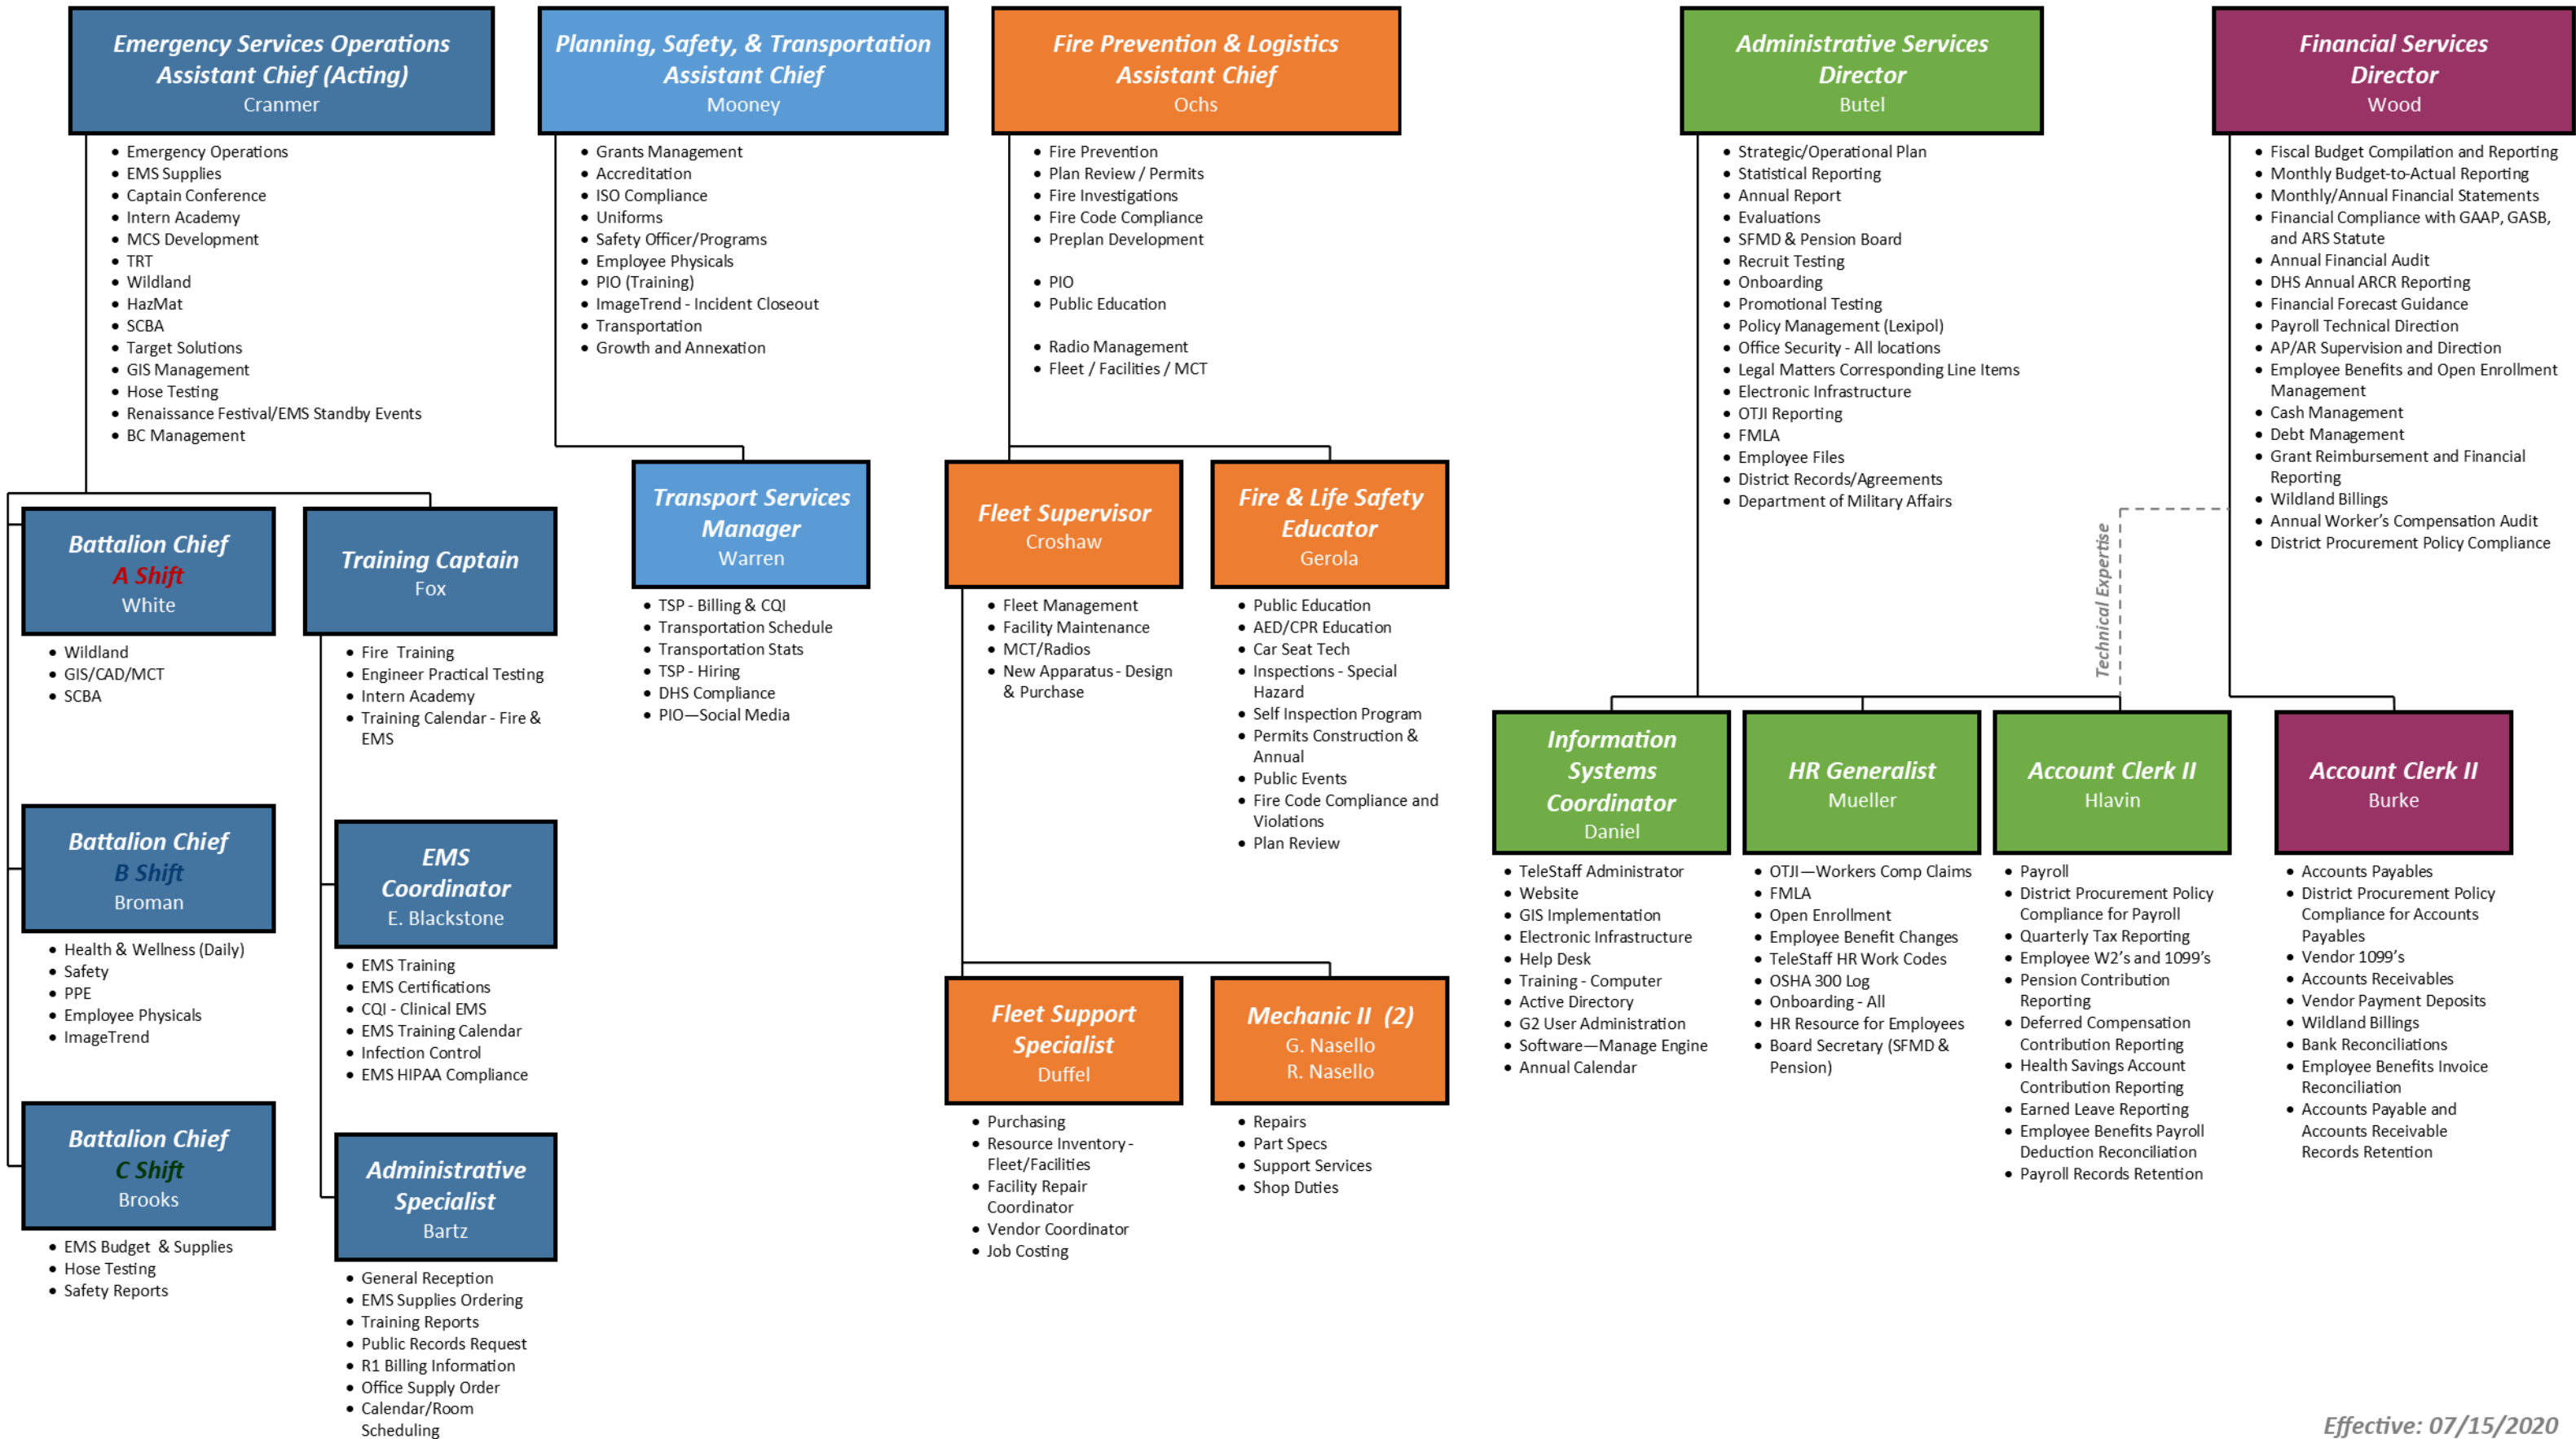 Emergency Services Operations
Assistant Chief (Acting)
Cranmer
• Emergency Operations
• EMS Supplies
• Captain Conference
• Intern Academy
• MCS Development
• TRT
• Wildland
• HazMat
• SCBA
• Target Solutions
• GIS Management
• Hose Testing
• Renaissance Festival/EMS Standby Events
• BC Management
Battalion Chief
A Shift
White
• Wildland
• GIS/CAD/MCT
• SCBA
Battalion Chief
B Shift
Broman
• Health & Wellness (Daily)
• Safety
• PPE
• Employee Physicals
• ImageTrend
Battalion Chief
C Shift
Brooks
• EMS Budget & Supplies
• Hose Testing
• Safety Reports
Training Captain
Fox
• Fire Training
• Engineer Practical Testing
• Intern Academy
• Training Calendar - Fire &
EMS
EMS
Coordinator
E. Blackstone
• EMS Training
• EMS Certifications
• CQI - Clinical EMS
• EMS Training Calendar
• Infection Control
• EMS HIPAA Compliance
Administrative
Specialist
Bartz
• General Reception
• EMS Supplies Ordering
• Training Reports
• Public Records Request
• R1 Billing Information
• Office Supply Order
• Calendar/Room
Scheduling
Planning, Safety, & Transportation
Assistant Chief
Mooney
• Grants Management
• Accreditation
• ISO Compliance
• Uniforms
• Safety Officer/Programs
• Employee Physicals
• PIO (Training)
• ImageTrend - Incident Closeout
• Transportation
• Growth and Annexation
Transport Services
Manager
Warren
• TSP - Billing & CQI
• Transportation Schedule
• Transportation Stats
• TSP - Hiring
• DHS Compliance
• PIO—Social Media
Fire Prevention & Logistics
Assistant Chief
Ochs
• Fire Prevention
• Plan Review / Permits
• Fire Investigations
• Fire Code Compliance
• Preplan Development
• PIO
• Public Education
• Radio Management
• Fleet / Facilities / MCT
Fleet Supervisor
Croshaw
• Fleet Management
• Facility Maintenance
• MCT/Radios
• New Apparatus - Design
& Purchase
Fire & Life Safety
Educator
Gerola
• Public Education
• AED/CPR Education
• Car Seat Tech
• Inspections - Special
Hazard
• Self Inspection Program
• Permits Construction &
Annual
• Public Events
• Fire Code Compliance and
Violations
• Plan Review
Fleet Support
Specialist
Duffel
• Purchasing
• Resource Inventory -
Fleet/Facilities
• Facility Repair
Coordinator
• Vendor Coordinator
• Job Costing
Mechanic II (2)
G. Nasello
R. Nasello
• Repairs
• Part Specs
• Support Services
• Shop Duties
Administrative Services
Director
Butel
• Strategic/Operational Plan
• Statistical Reporting
• Annual Report
• Evaluations
• SFMD & Pension Board
• Recruit Testing
• Onboarding
• Promotional Testing
• Policy Management (Lexipol)
• Office Security - All locations
• Legal Matters Corresponding Line Items
• Electronic Infrastructure
• OTJI Reporting
• FMLA
• Employee Files
• District Records/Agreements
• Department of Military Affairs
Information
Systems
Coordinator
Daniel
• TeleStaff Administrator
• Website
• GIS Implementation
• Electronic Infrastructure
• Help Desk
• Training - Computer
• Active Directory
• G2 User Administration
• Software—Manage Engine
• Annual Calendar
HR Generalist
Mueller
• OTJI—Workers Comp Claims
• FMLA
• Open Enrollment
• Employee Benefit Changes
• TeleStaff HR Work Codes
• OSHA 300 Log
• Onboarding - All
• HR Resource for Employees
• Board Secretary (SFMD &
Pension)
Account Clerk II
Hlavin
• Payroll
• District Procurement Policy
Compliance for Payroll
• Quarterly Tax Reporting
• Employee W2's and 1099's
• Pension Contribution
Reporting
• Deferred Compensation
Contribution Reporting
• Health Savings Account
Contribution Reporting
• Earned Leave Reporting
• Employee Benefits Payroll
Deduction Reconciliation
• Payroll Records Retention
Technical Expertise
Financial Services
Director
Wood
• Fiscal Budget Compilation and Reporting
• Monthly Budget-to-Actual Reporting
• Monthly/Annual Financial Statements
• Financial Compliance with GAAP, GASB,
and ARS Statute
• Annual Financial Audit
• DHS Annual ARCR Reporting
• Financial Forecast Guidance
• Payroll Technical Direction
• AP/AR Supervision and Direction
• Employee Benefits and Open Enrollment
Management
• Cash Management
• Debt Management
• Grant Reimbursement and Financial
Reporting
• Wildland Billings
• Annual Worker's Compensation Audit
• District Procurement Policy Compliance
Account Clerk II
Burke
• Accounts Payables
• District Procurement Policy
Compliance for Accounts
Payables
• Vendor 1099's
• Accounts Receivables
• Vendor Payment Deposits
• Wildland Billings
• Bank Reconciliations
• Employee Benefits Invoice
Reconciliation
• Accounts Payable and
Accounts Receivable
Records Retention
Effective: 07/15/2020